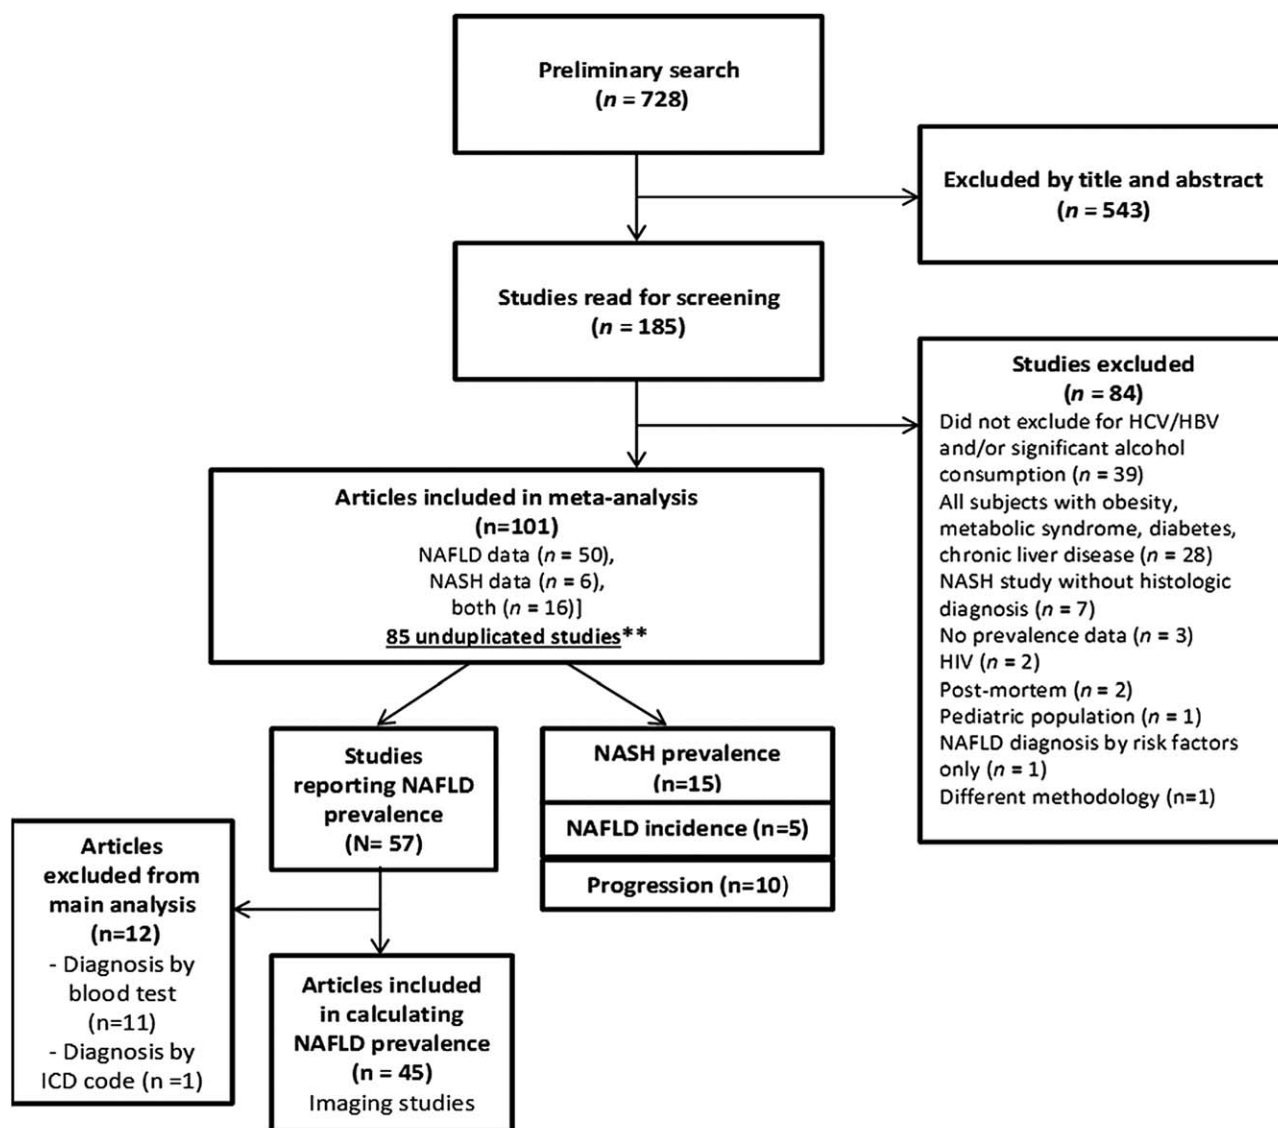 Preliminary search
(n = 728)
Excluded by title and abstract
(n = 543)
Studies read for screening
(n = 185)
Studies excluded
(n = 84)
Did not exclude for HCV/HBV
and/or significant alcohol
consumption (n = 39)
All subjects with obesity,
metabolic syndrome, diabetes,
chronic liver disease (n = 28)
NASH study without histologic
diagnosis (n = 7)
No prevalence data (n = 3)
HIV (n = 2)
Post-mortem (n = 2)
Pediatric population (n = 1)
NAFLD diagnosis by risk factors
only (n = 1)
Different methodology (n=1)
Articles included in meta-analysis
(n=101)
NAFLD data (n = 50),
NASH data (n = 6),
both (n = 16)]
85 unduplicated studies**
Studies
reporting NAFLD
prevalence
(N= 57)
NASH prevalence
(n=15)
NAFLD incidence (n=5)
Progression (n=10)
Articles
excluded from
main analysis
(n=12)
- Diagnosis by
blood test
(n=11)
- Diagnosis by
ICD code (n =1)
Articles included
in calculating
NAFLD prevalence
(n = 45)
Imaging studies